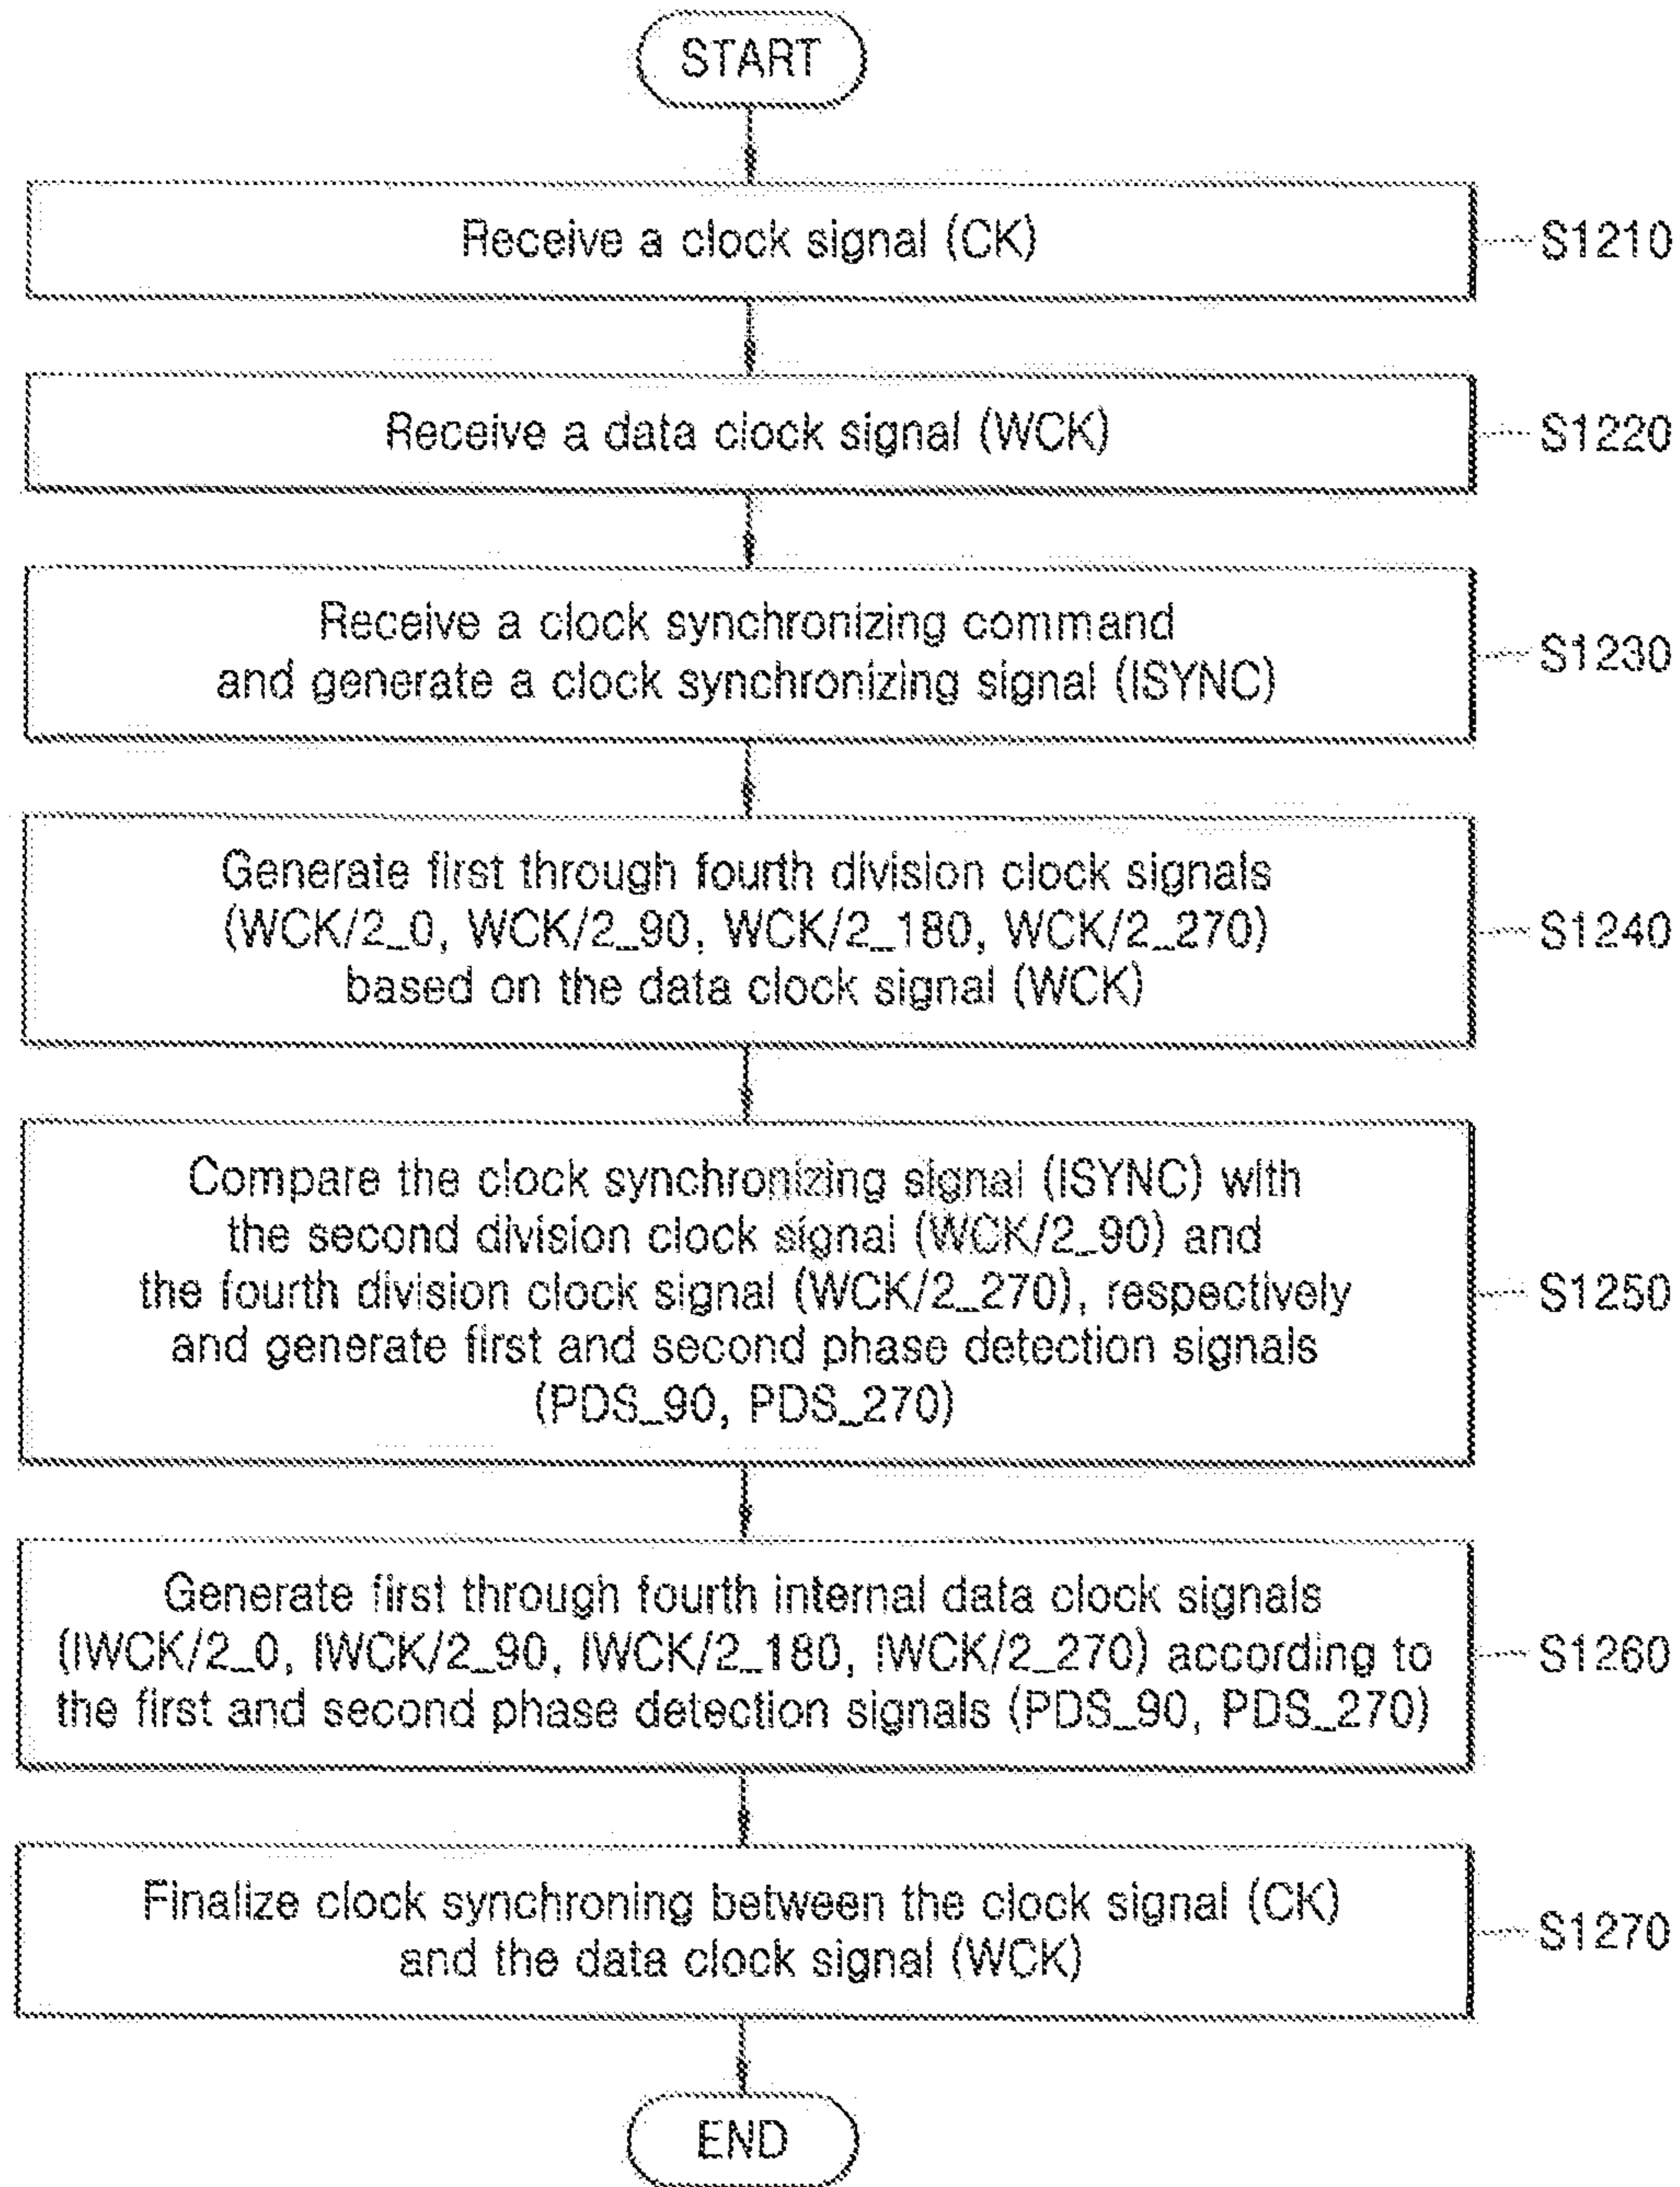 START
Receive a clock signal (CK)
S1210
Receive a data clock signal (WCK)
S1220
Receive a clock synchronizing command
and generate a clock synchronizing signal (ISYNC)
S1230
Generate first through fourth division clock signals
(WCK/2_0, WCK/2_90, WCK/2_180, WCK/2_270)
based on the data clock signal (WCK)
S1240
Compare the clock synchronizing signal (ISYNC) with
the second division clock signal (WCK/2_90) and
the fourth division clock signal (WCK/2_270), respectively
and generate first and second phase detection signals
(PDS_90, PDS_270)
S1250
Generate first through fourth internal data clock signals
(IWCK/2_0, IWCK/2_90, IWCK/2_180, IWCK/2_270) according to
the first and second phase detection signals (PDS_90, PDS_270)
S1260
Finalize clock synchroning between the clock signal (CK)
and the data clock signal (WCK)
S1270
END